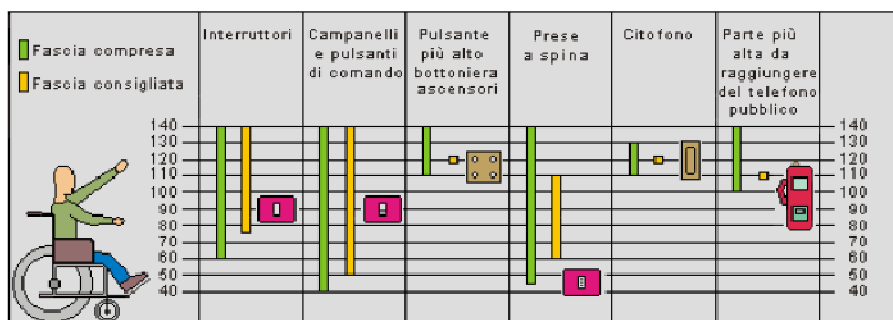 Fascia compresa
Fascia consigliata
Interruttori
Campanelli
e pulsanti
di comando
Pulsante
più alto
bottoniera
ascensori
Prese
a spina
Citofono
Parte più
alta da
raggiungere
del telefono
pubblico
140
130
120
110
100
90
80
70
60
50
40
140
130
120
110
100
90
80
70
60
50
40